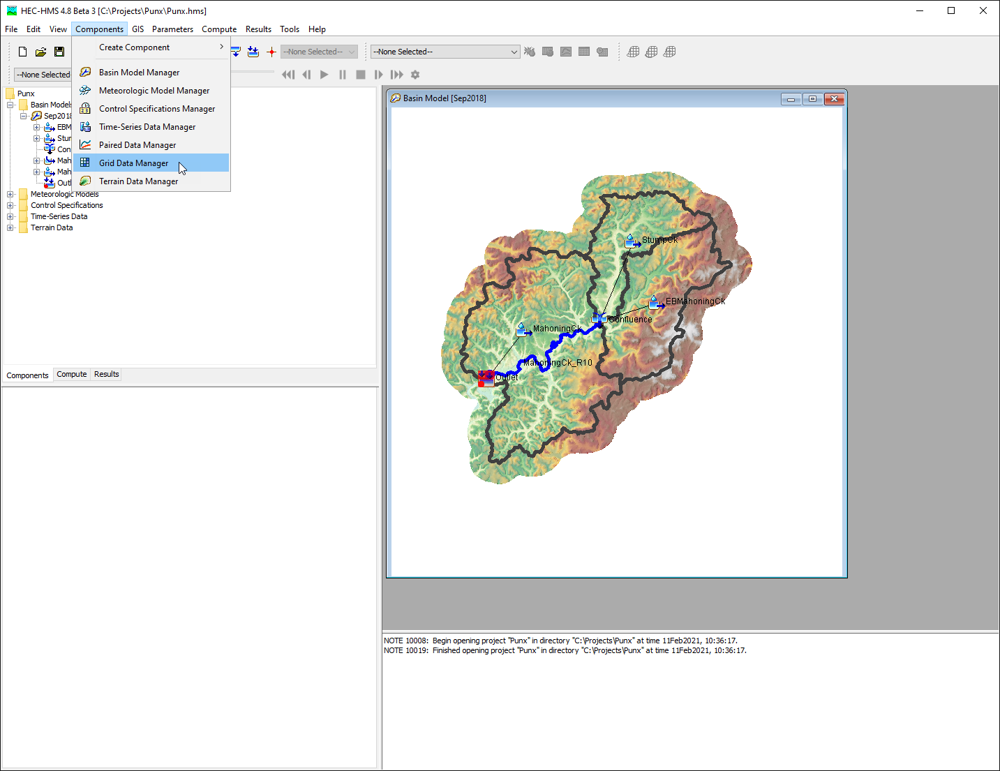 HEC-HMS 4.8 Beta 3 [C:\Projects\Punx\Punx.hms]
File Edit View Components GIS Parameters Compute Results Tools Help
Create Component
--None Selected--
--None Selected--
--None Selected
Basin Model Manager
Meteorologic Model Manager
Control Specifications Manager
Time-Series Data Manager
Paired Data Manager
Grid Data Manager
Terrain Data Manager
Punx
Basin Models
Sep2018
EBM
Stum
Con
Mah
Mah
Outl
Meteorologic Models
Control Specifications
Time-Series Data
Terrain Data
Components Compute Results
Basin Model [Sep2018]
StumpCk
EBMahoningCk
Confluence
MahoningCk
MahoningCk_R10
Outlet
NOTE 10008: Begin opening project "Punx" in directory "C:\Projects\Punx" at time 11Feb2021, 10:36:17.
NOTE 10019: Finished opening project "Punx" in directory "C:\Projects\Punx" at time 11Feb2021, 10:36:17.